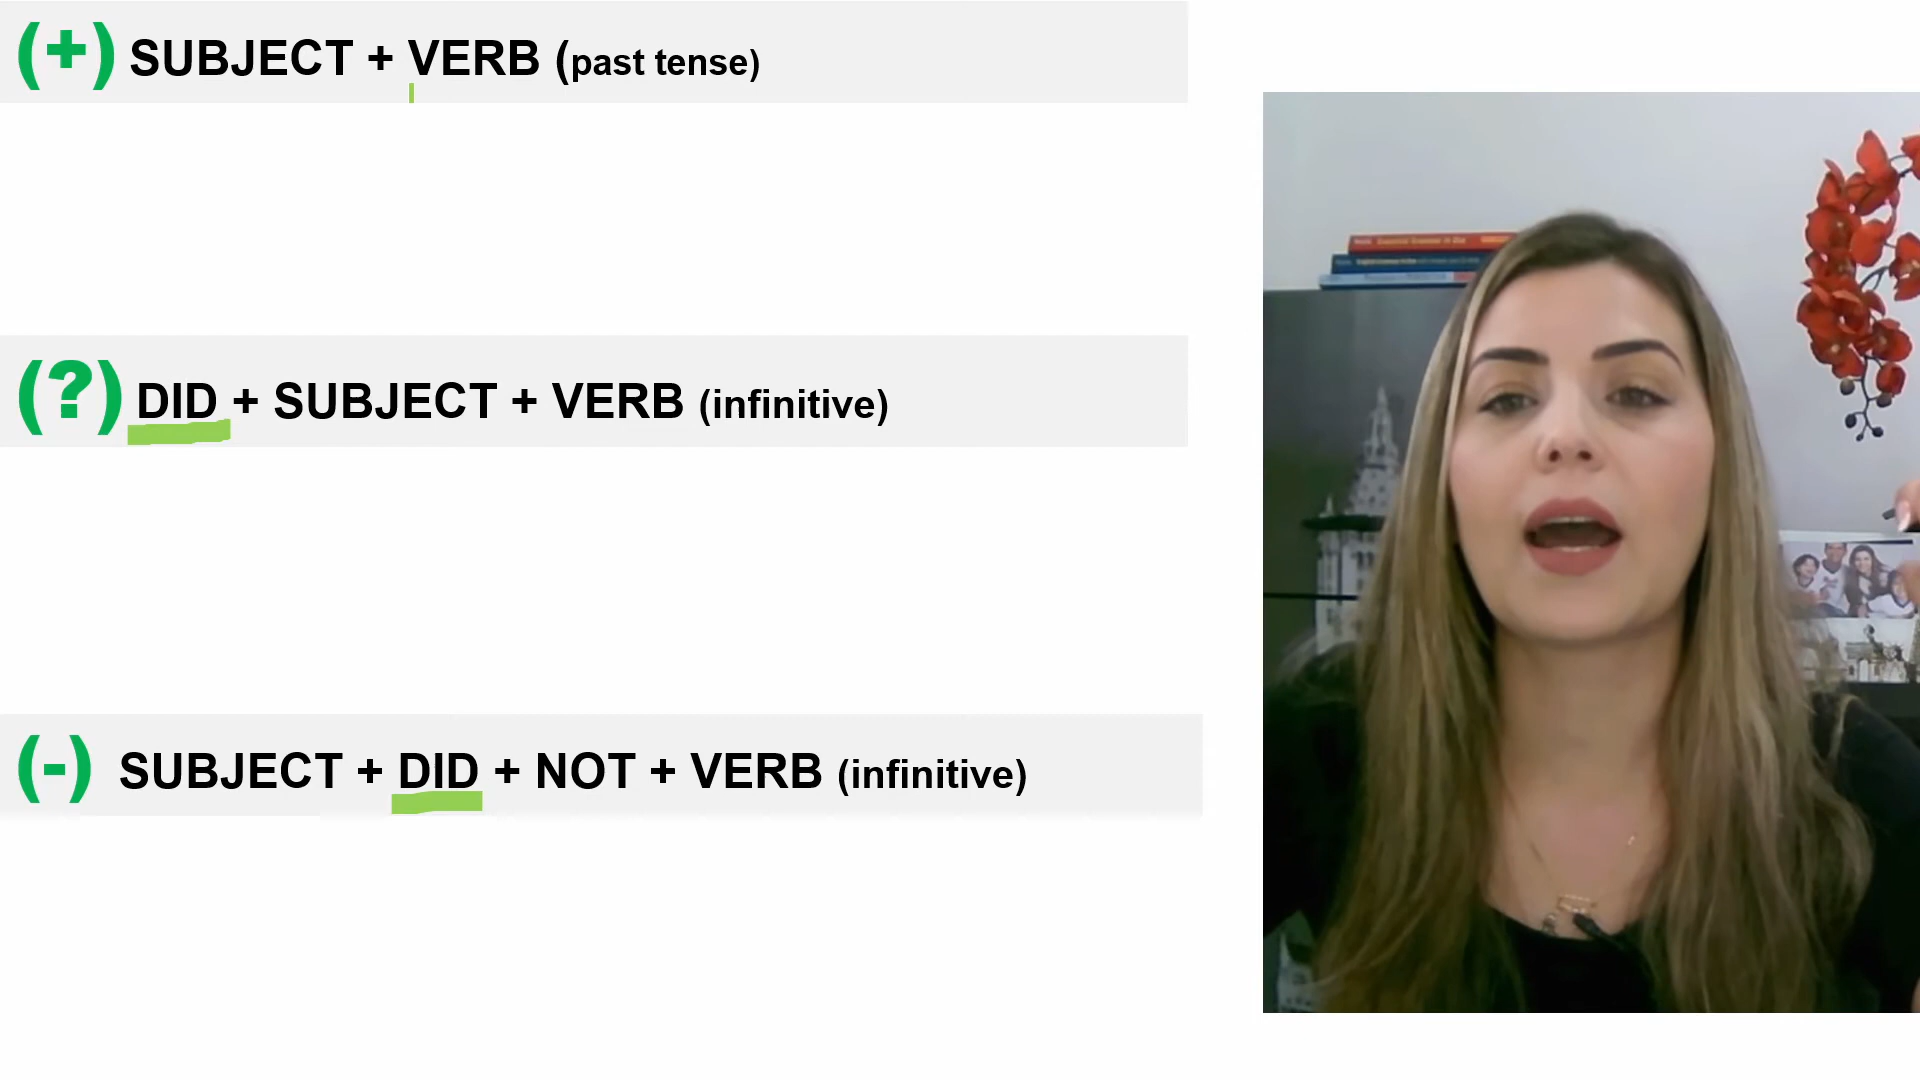 (+) SUBJECT + VERB (past tense)
(?) DID + SUBJECT + VERB (infinitive)
(-) SUBJECT + DID + NOT + VERB (infinitive)